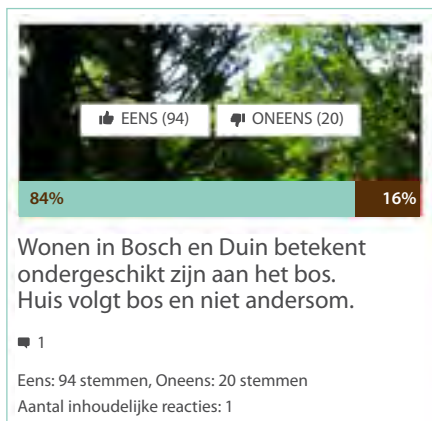 EENS (94) ONEENS (20)
84% 16%
Wonen in Bosch en Duin betekent
ondergeschikt zijn aan het bos.
Huis volgt bos en niet andersom.
1
Eens: 94 stemmen, Oneens: 20 stemmen
Aantal inhoudelijke reacties: 1